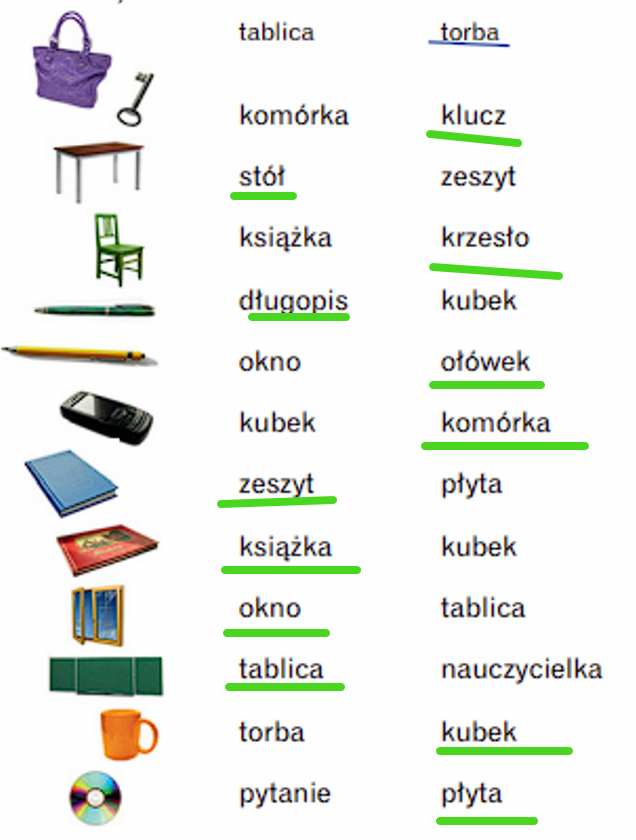 tablica torba
komórka klucz
stół zeszyt
książka krzesło
długopis kubek
okno ołówek
kubek komórka
zeszyt płyta
książka kubek
okno tablica
tablica nauczycielka
torba kubek
pytanie płyta